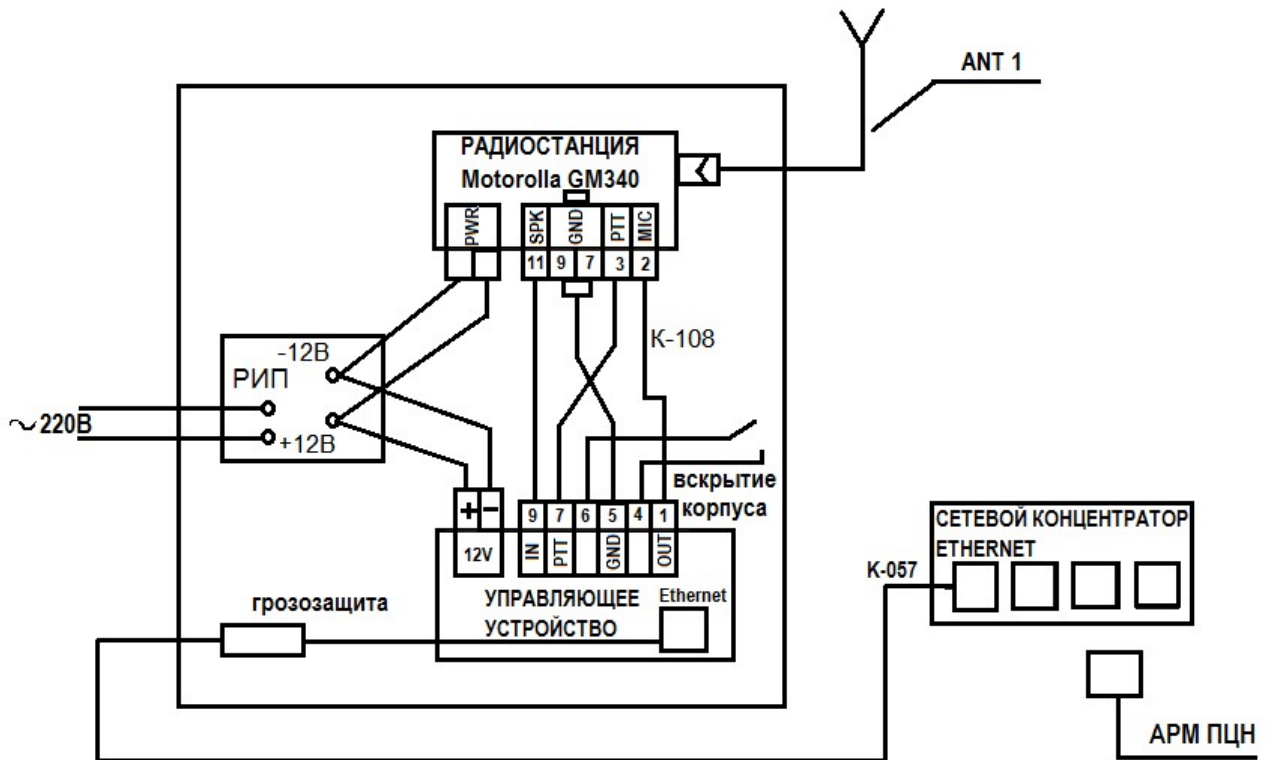 ANT 1
РАДИОСТАНЦИЯ
Motorolla GM340
PWR
SPK
GND
PTT
MIC
11 9 7 3 2
К-108
-12В
РИП
+12В
~ 220В
вскрытие
корпуса
+ −
12V
9 7 6 5 4 1
IN
PTT
GND
OUT
УПРАВЛЯЮЩЕЕ
УСТРОЙСТВО
Ethernet
грозозащита
СЕТЕВОЙ КОНЦЕНТРАТОР
ETHERNET
К-057
АРМ ПЦН